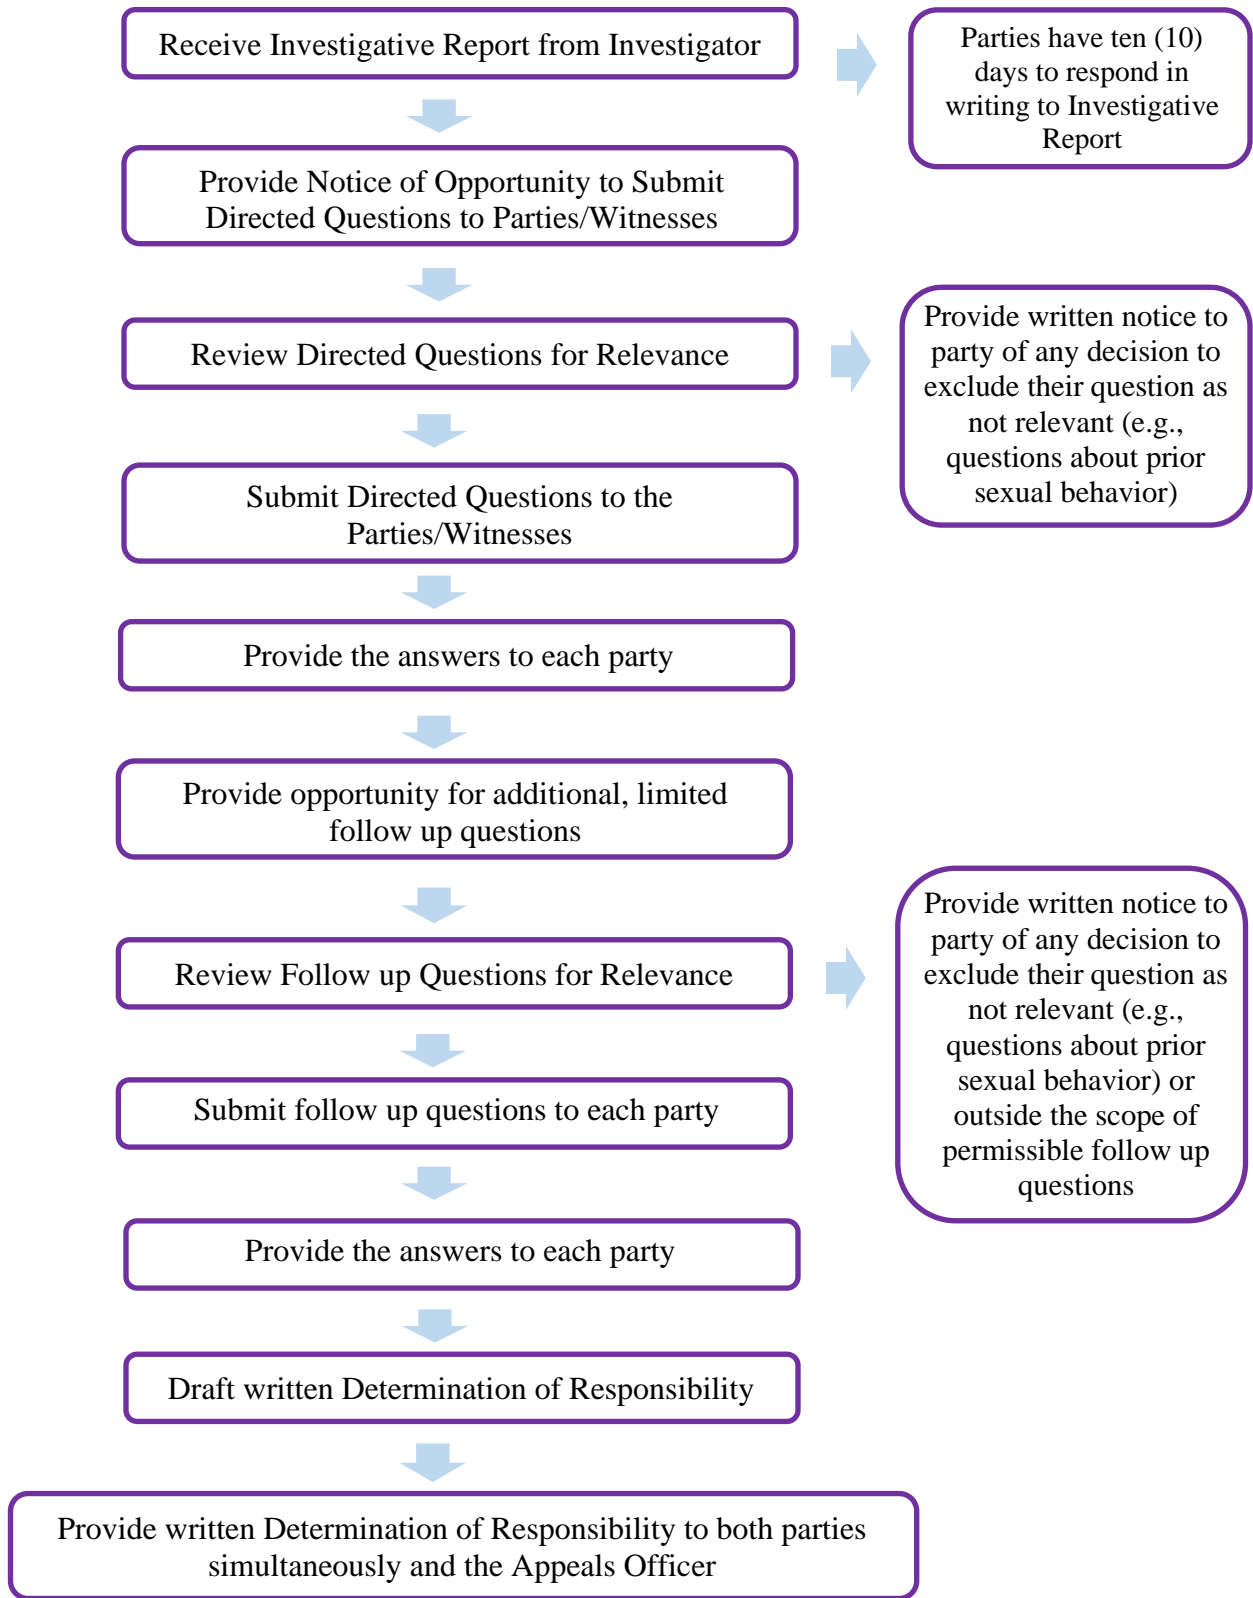 Receive Investigative Report from Investigator
Parties have ten (10)
days to respond in
writing to Investigative
Report
Provide Notice of Opportunity to Submit
Directed Questions to Parties/Witnesses
Review Directed Questions for Relevance
Provide written notice to
party of any decision to
exclude their question as
not relevant (e.g.,
questions about prior
sexual behavior)
Submit Directed Questions to the
Parties/Witnesses
Provide the answers to each party
Provide opportunity for additional, limited
follow up questions
Review Follow up Questions for Relevance
Provide written notice to
party of any decision to
exclude their question as
not relevant (e.g.,
questions about prior
sexual behavior) or
outside the scope of
permissible follow up
questions
Submit follow up questions to each party
Provide the answers to each party
Draft written Determination of Responsibility
Provide written Determination of Responsibility to both parties
simultaneously and the Appeals Officer